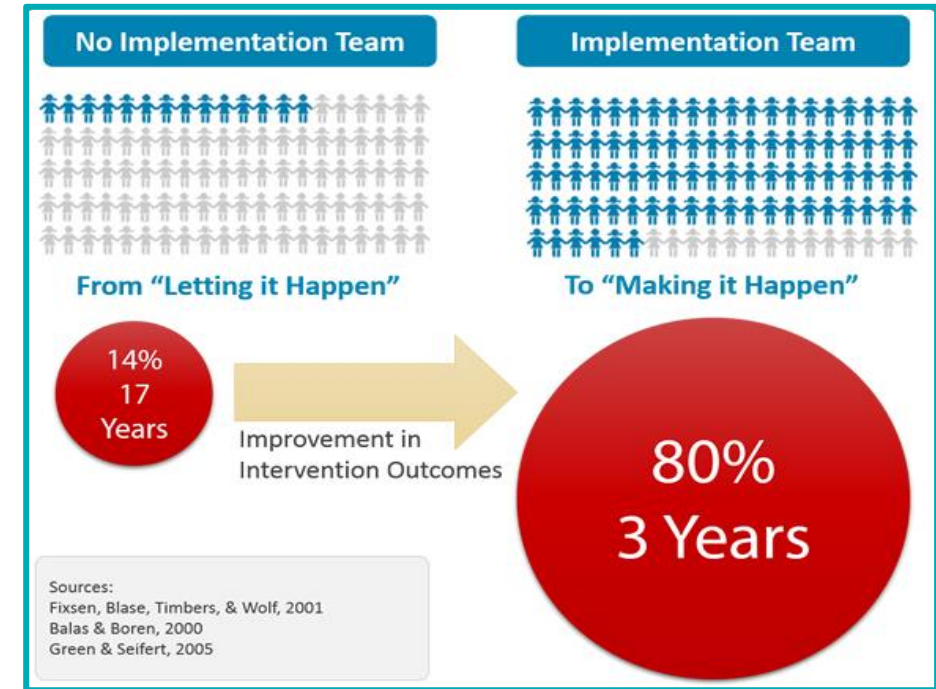 No Implementation Team
Implementation Team
From “Letting it Happen”
To “Making it Happen”
14%
17
Years
Improvement in
Intervention Outcomes
80%
3 Years
Sources:
Fixsen, Blase, Timbers, & Wolf, 2001
Balas & Boren, 2000
Green & Seifert, 2005